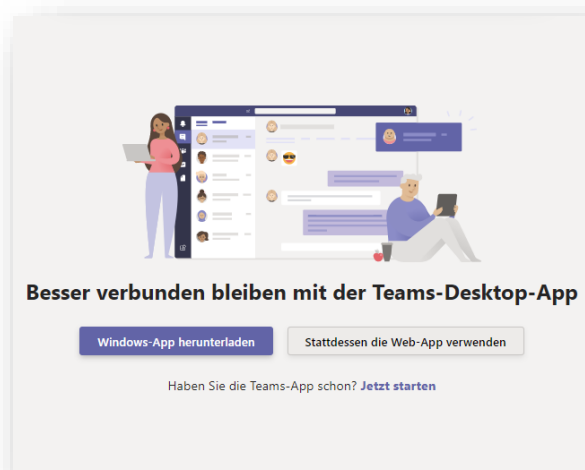 Besser verbunden bleiben mit der Teams-Desktop-App
Windows-App herunterladen
Stattdessen die Web-App verwenden
Haben Sie die Teams-App schon? Jetzt starten